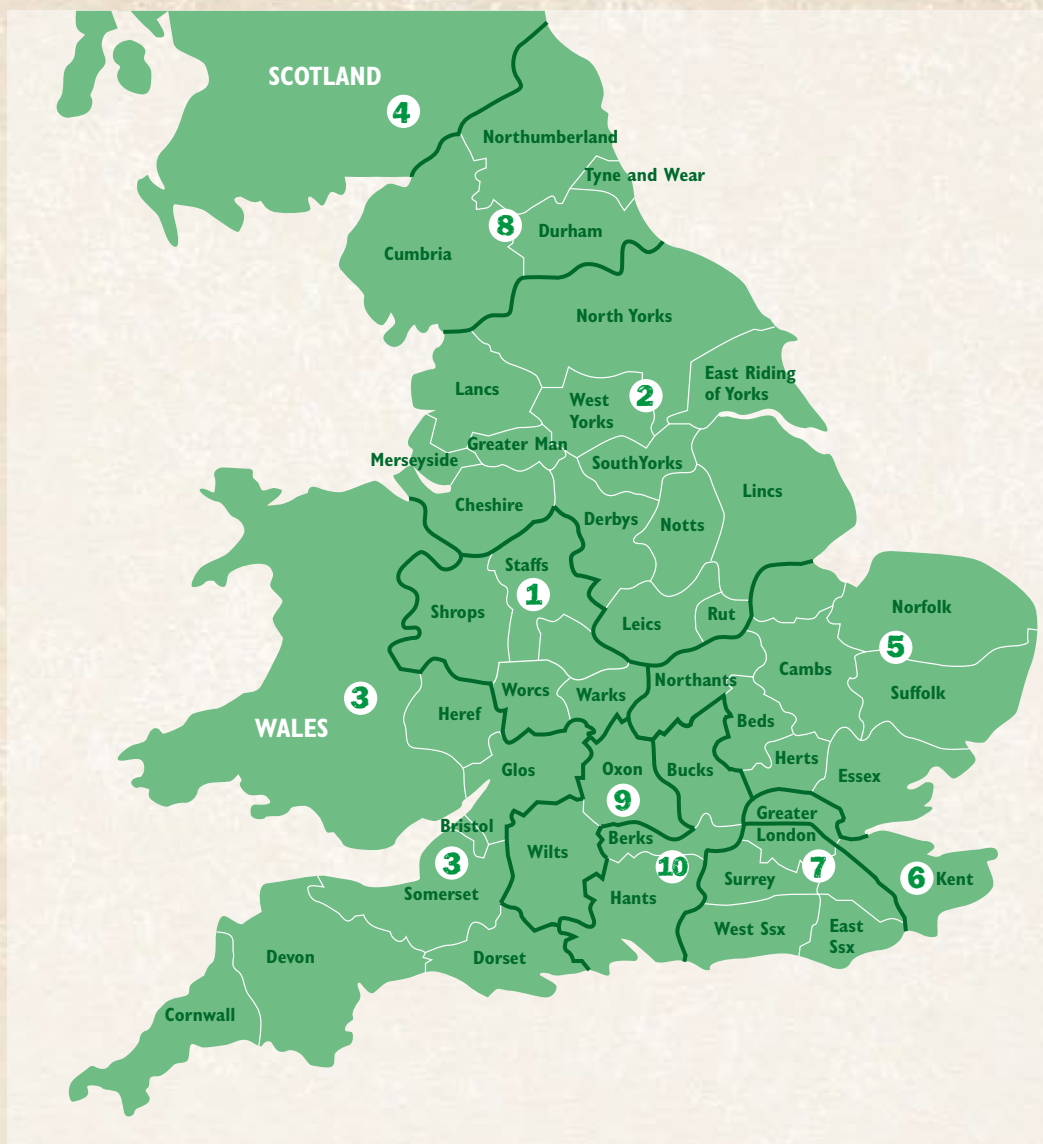 SCOTLAND
4
Northumberland
Tyne and Wear
8
Durham
Cumbria
North Yorks
East Riding
of Yorks
Lancs
West
Yorks
2
Greater Man
Merseyside
SouthYorks
Cheshire
Lincs
Derbys
Notts
Staffs
1
Shrops
Leics
Rut
Norfolk
5
Cambs
Suffolk
Northants
Worcs
Warks
3
WALES
Heref
Beds
Herts
Essex
Glos
Oxon
9
Bucks
Greater
London
Bristol
3
Somerset
Wilts
Berks
10
Hants
Surrey
7
6
Kent
West Ssx
East
Ssx
Devon
Dorset
Cornwall